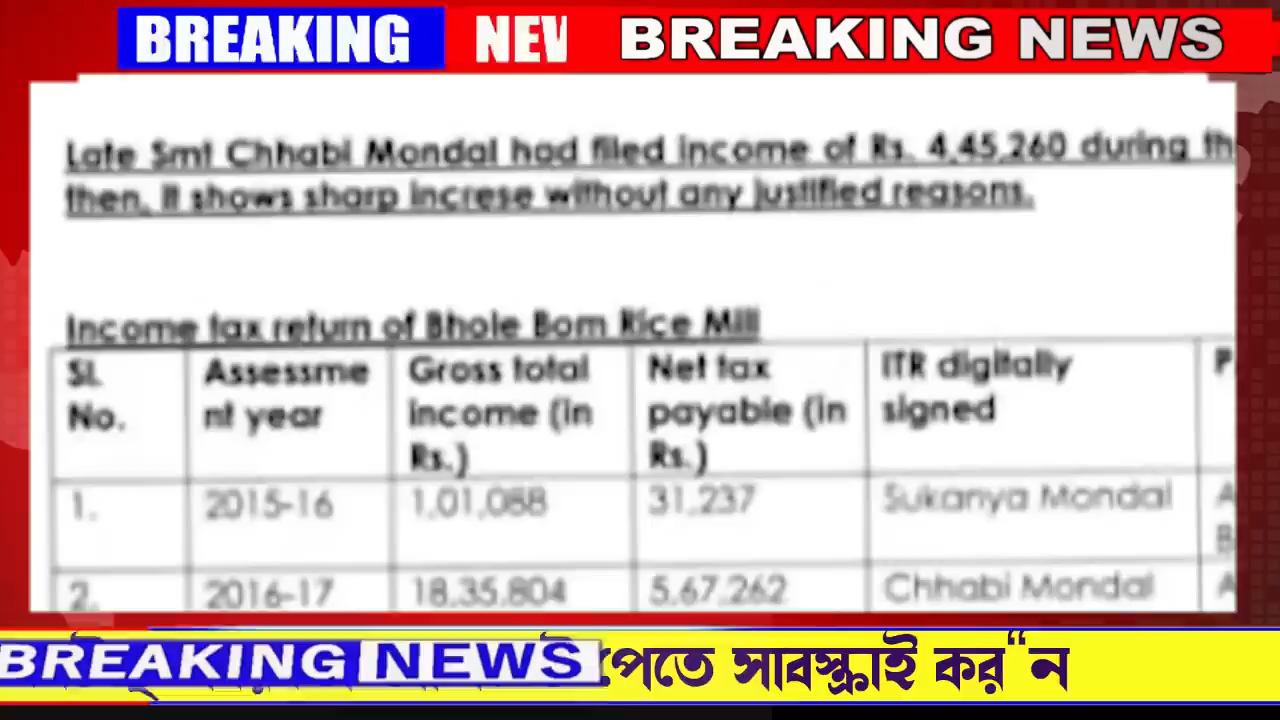 BREAKING NEV BREAKING NEWS
Late Smt Chhabi Mondal had filed income of Rs. 4,45,260 during th
then, it shows sharp increse without any justified reasons.
Income tax return of Bhole Bom Rice Mill
Sl. No. Assessme nt year Gross total income (in Rs.) Net tax payable (in Rs.) ITR digitally signed P
1. 2015-16 1,01,088 31,237 Sukanya Mondal A B
2. 2016-17 18,35,804 5,67,262 Chhabi Mondal A
BREAKING NEWS পেতে সাবস্ক্রাই কর“ন